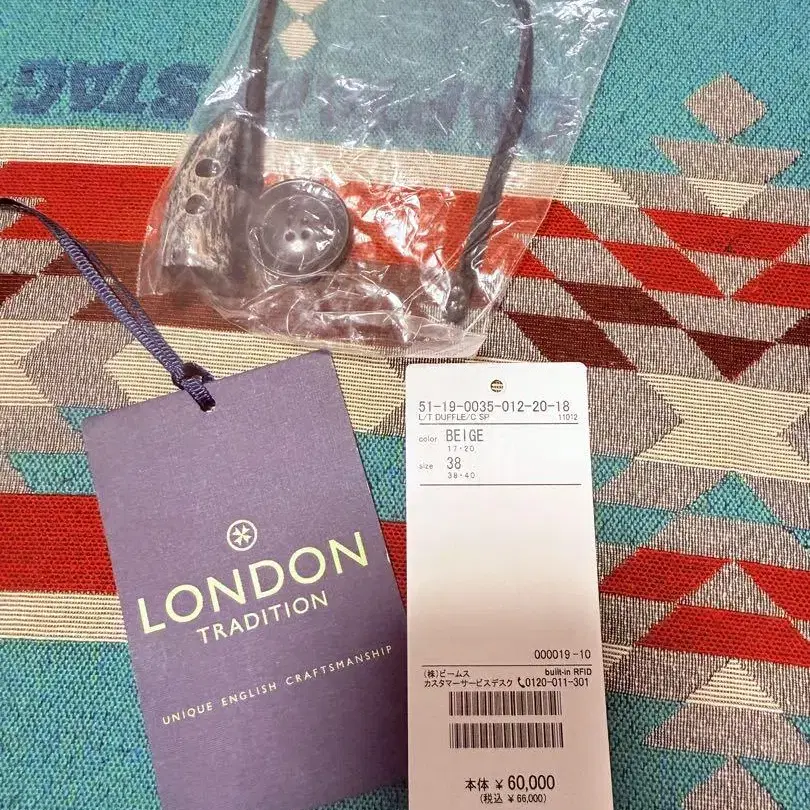 STAG
LONDON
TRADITION
UNIQUE ENGLISH CRAFTSMANSHIP
51-19-0035-012-20-18
L/T DUFFLE/C SP 11012
color BEIGE
17-20
size 38
38-40
000019-10
(株)ビームス built-in RFID
カスタマーサービスデスク 0120-011-301
本体 ¥ 60,000
(税込 ¥ 66,000)